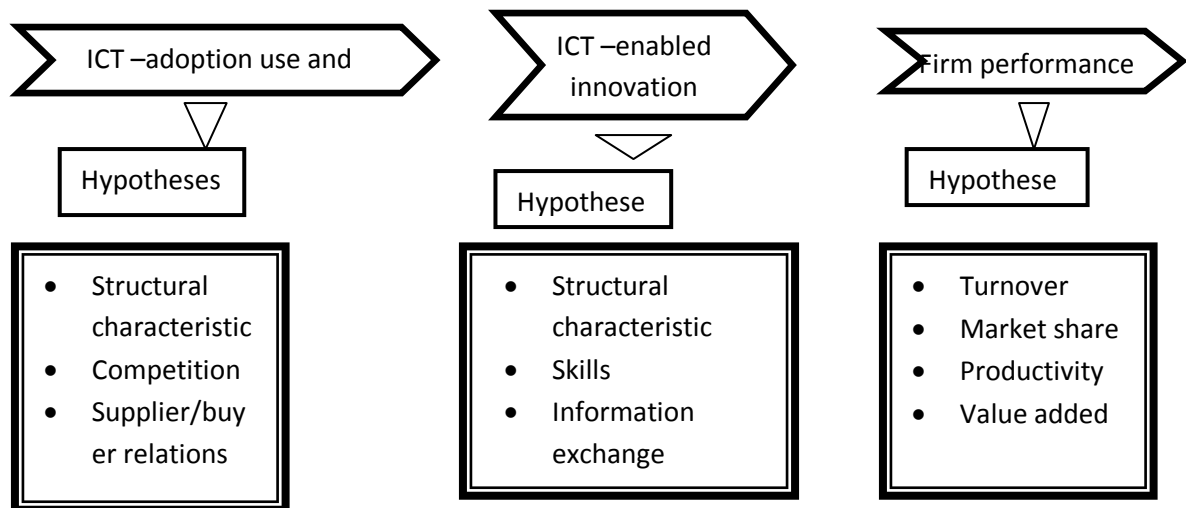 ICT –adoption use and
ICT –enabled
innovation
Firm performance
Hypotheses
Hypothese
Hypothese
• Structural
characteristic
• Competition
• Supplier/buy
er relations
• Structural
characteristic
• Skills
• Information
exchange
• Turnover
• Market share
• Productivity
• Value added